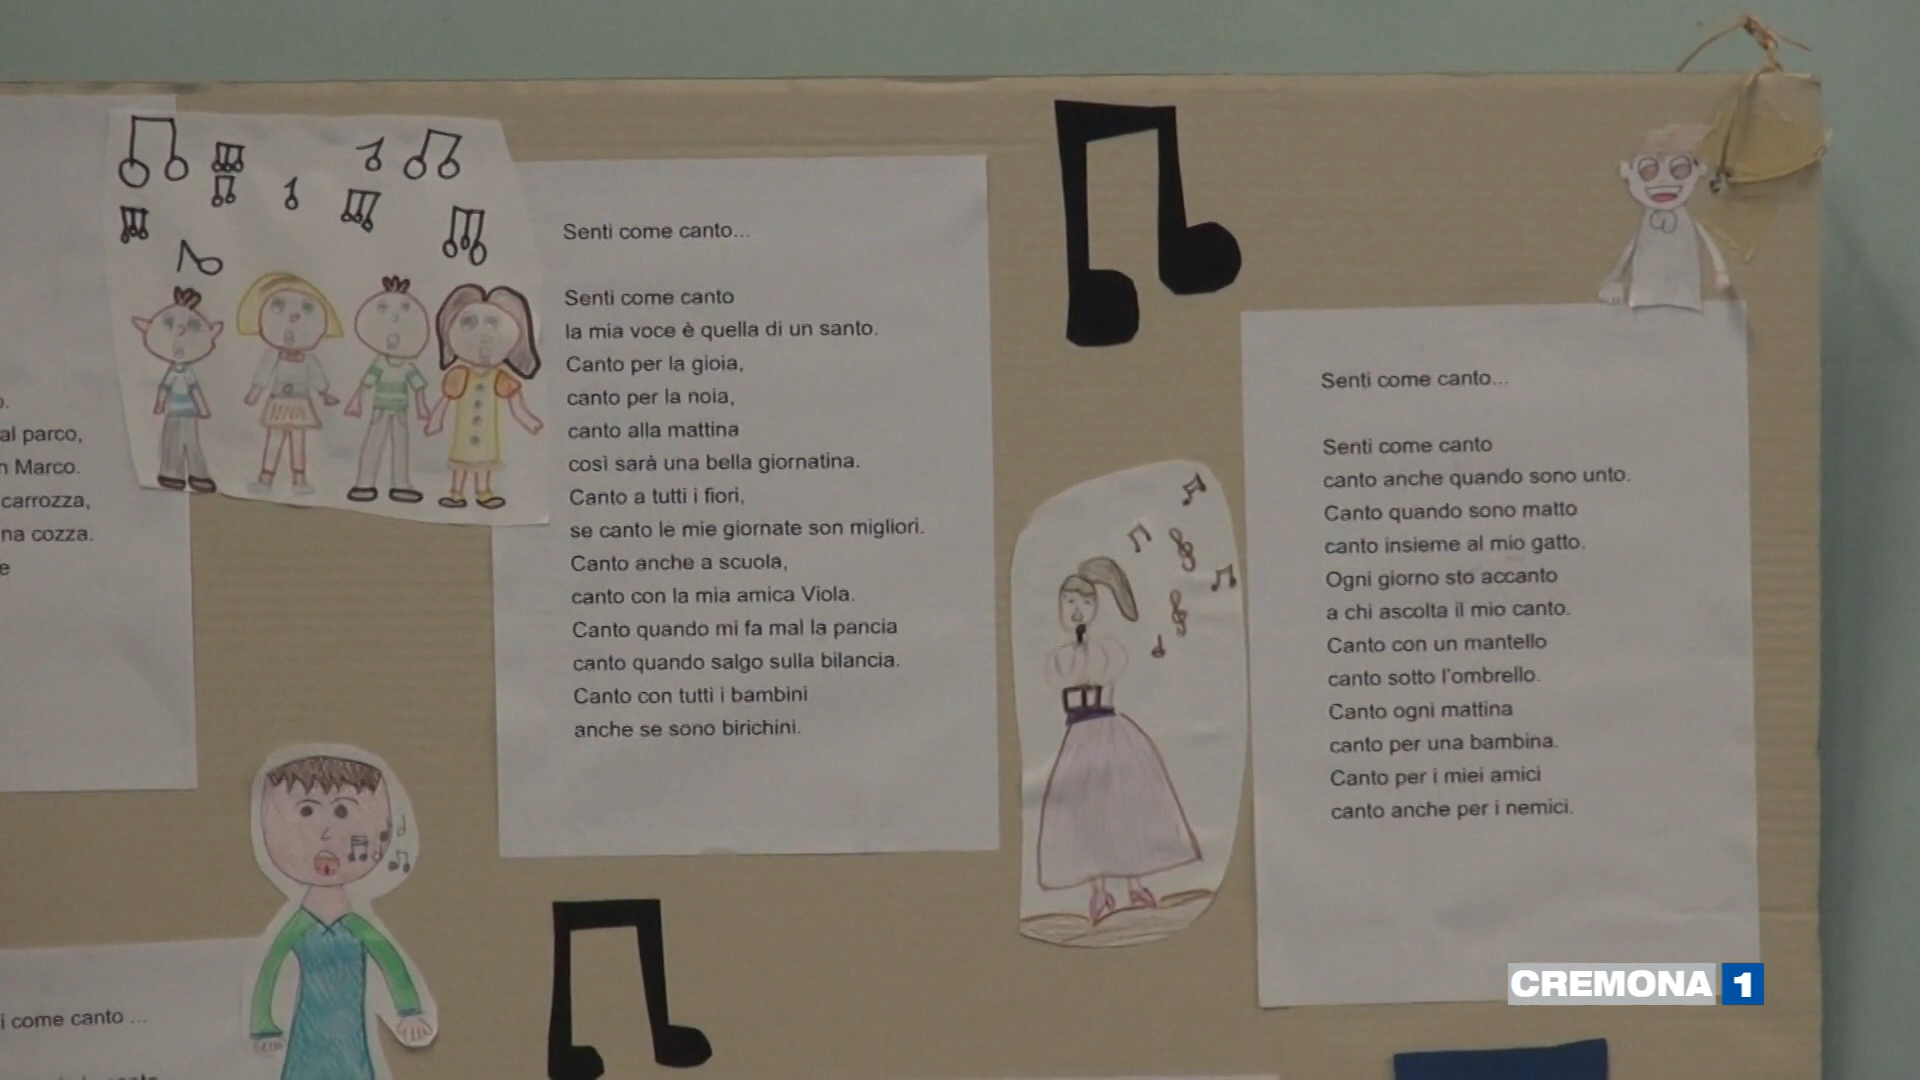 al parco,
Marco.
carrozza,
na cozza.
e
Senti come canto...
Senti come canto
la mia voce è quella di un santo.
Canto per la gioia,
canto per la noia,
canto alla mattina
così sarà una bella giornatina.
Canto a tutti i fiori,
se canto le mie giornate son migliori.
Canto anche a scuola,
canto con la mia amica Viola.
Canto quando mi fa mal la pancia
canto quando salgo sulla bilancia.
Canto con tutti i bambini
anche se sono birichini.
Senti come canto...
Senti come canto
canto anche quando sono unto.
Canto quando sono matto
canto insieme al mio gatto.
Ogni giorno sto accanto
a chi ascolta il mio canto.
Canto con un mantello
canto sotto l'ombrello.
Canto ogni mattina
canto per una bambina.
Canto per i miei amici
canto anche per i nemici.
i come canto ...
CREMONA 1